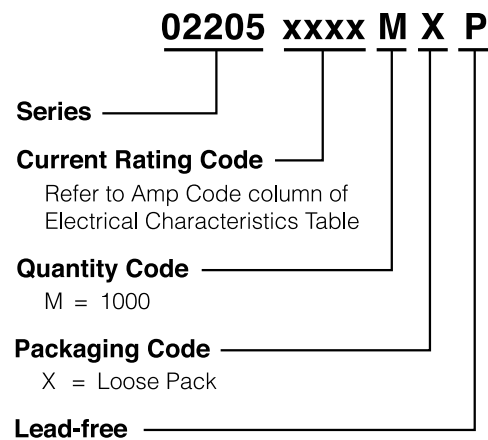 02205 xxxx M X P
Series
Current Rating Code
Refer to Amp Code column of
Electrical Characteristics Table
Quantity Code
M = 1000
Packaging Code
X = Loose Pack
Lead-free